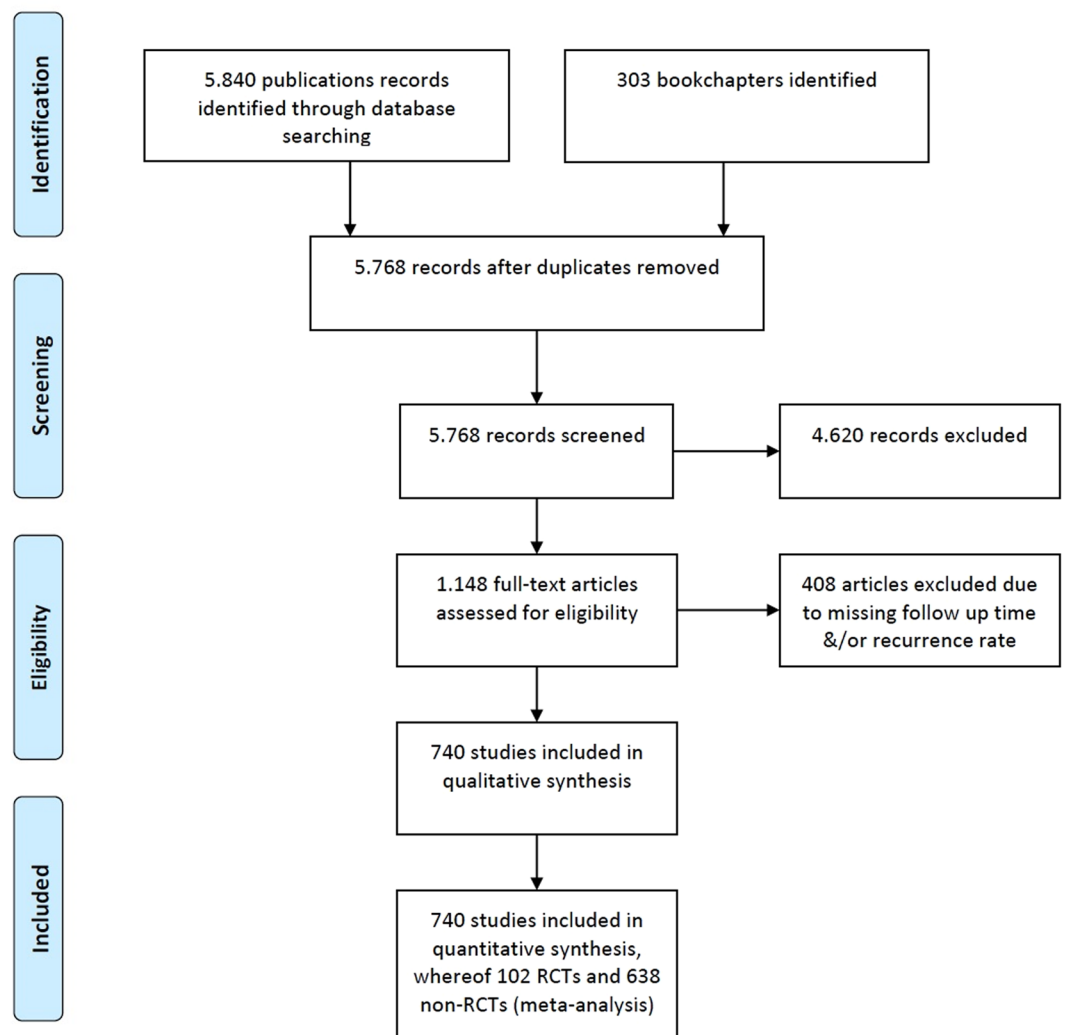 Identification
5.840 publications records
identified through database
searching
303 bookchapters identified
5.768 records after duplicates removed
Screening
5.768 records screened
4.620 records excluded
Eligibility
1.148 full-text articles
assessed for eligibility
408 articles excluded due
to missing follow up time
&/or recurrence rate
740 studies included in
qualitative synthesis
Included
740 studies included in
quantitative synthesis,
whereof 102 RCTs and 638
non-RCTs (meta-analysis)